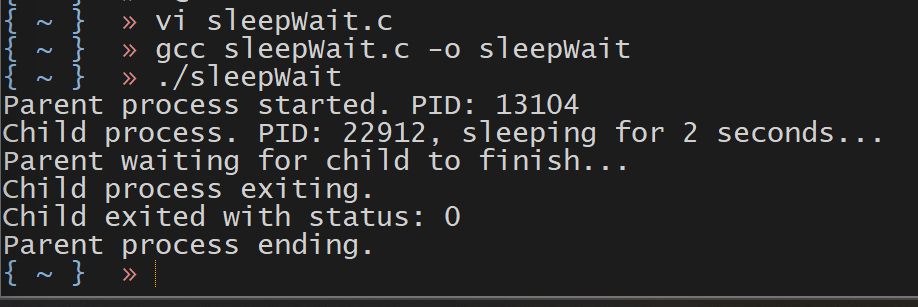 { ~ } » vi sleepWait.c
{ ~ } » gcc sleepWait.c -o sleepWait
{ ~ } » ./sleepWait
Parent process started. PID: 13104
Child process. PID: 22912, sleeping for 2 seconds...
Parent waiting for child to finish...
Child process exiting.
Child exited with status: 0
Parent process ending.
{ ~ } »